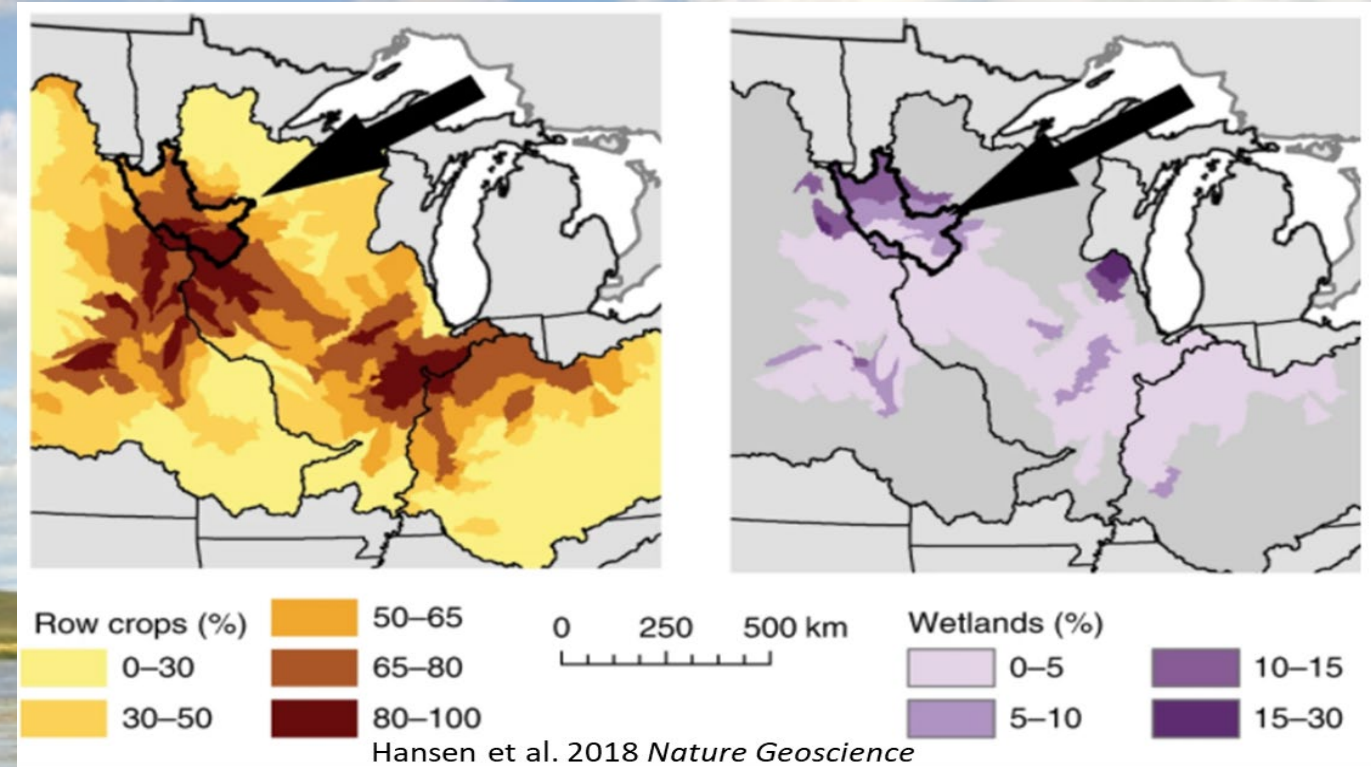 Row crops (%)
0–30
30–50
50–65
65–80
80–100
0 250 500 km
Wetlands (%)
0–5
5–10
10–15
15–30
Hansen et al. 2018 Nature Geoscience